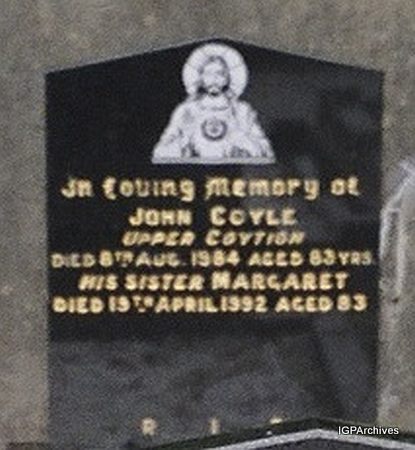 In Loving Memory of
JOHN COYLE
UPPER COYTION
DIED 8TH AUG. 1984 AGED 83 YRS.
HIS SISTER MARGARET
DIED 19TH APRIL 1992 AGED 83
R I P
IGPArchives